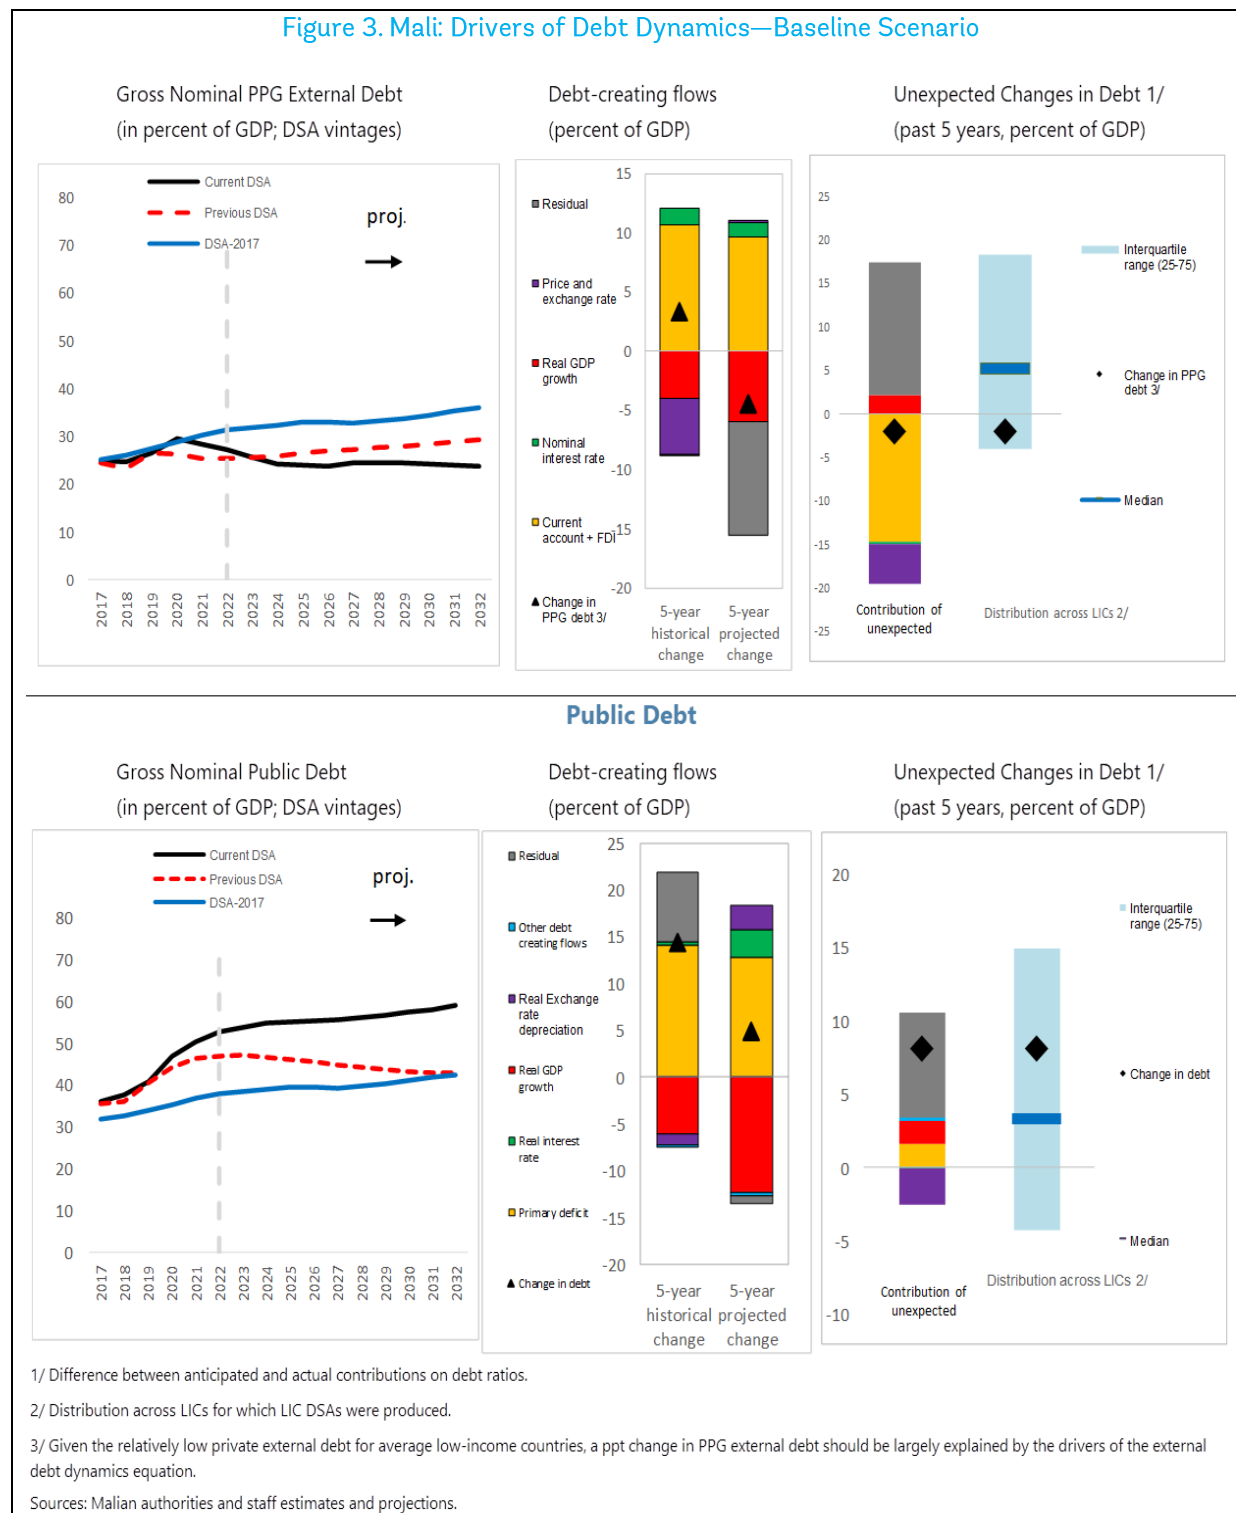 Figure 3. Mali: Drivers of Debt Dynamics—Baseline Scenario
Gross Nominal PPG External Debt
(in percent of GDP; DSA vintages)
Current DSA
Previous DSA
DSA-2017
proj.
80
70
60
50
40
30
20
10
0
2017
2018
2019
2020
2021
2022
2023
2024
2025
2026
2027
2028
2029
2030
2031
2032
Debt-creating flows
(percent of GDP)
Residual
Price and
exchange rate
Real GDP
growth
Nominal
interest rate
Current
account + FDI
Change in
PPG debt 3/
15
10
5
0
-5
-10
-15
-20
5-year
historical
change
5-year
projected
change
Unexpected Changes in Debt 1/
(past 5 years, percent of GDP)
25
20
15
10
5
0
-5
-10
-15
-20
-25
Interquartile
range (25-75)
Change in PPG
debt 3/
Median
Contribution of
unexpected
Distribution across LICs 2/
Public Debt
Gross Nominal Public Debt
(in percent of GDP; DSA vintages)
Current DSA
Previous DSA
DSA-2017
proj.
80
70
60
50
40
30
20
10
0
2017
2018
2019
2020
2021
2022
2023
2024
2025
2026
2027
2028
2029
2030
2031
2032
Debt-creating flows
(percent of GDP)
Residual
Other debt
creating flows
Real Exchange
rate
depreciation
Real GDP
growth
Real interest
rate
Primary deficit
Change in debt
25
20
15
10
5
0
-5
-10
-15
-20
5-year
historical
change
5-year
projected
change
Unexpected Changes in Debt 1/
(past 5 years, percent of GDP)
20
15
10
5
0
-5
-10
Interquartile
range (25-75)
Change in debt
Median
Contribution of
unexpected
Distribution across LICs 2/
1/ Difference between anticipated and actual contributions on debt ratios.
2/ Distribution across LICs for which LIC DSAs were produced.
3/ Given the relatively low private external debt for average low-income countries, a ppt change in PPG external debt should be largely explained by the drivers of the external
debt dynamics equation.
Sources: Malian authorities and staff estimates and projections.